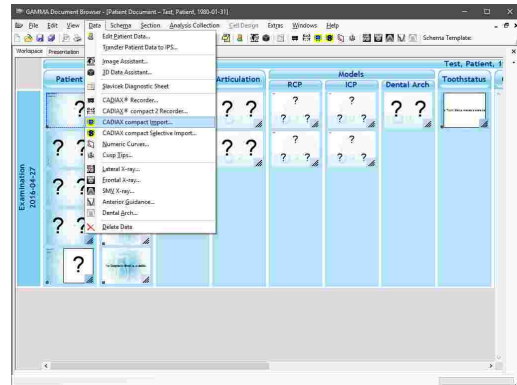 GAMMA Document Browser - [Patient Document - Test, Patient, 1980-01-31]
File Edit View Data Schema Section Analysis Collection Cell Design Extras Windows Help
Schema Template:
Workspace Presentation
Edit Patient Data...
Transfer Patient Data to IPS...
Image Assistant...
3D Data Assistant...
Slavicek Diagnostic Sheet
CADIAX® Recorder...
CADIAX® compact 2 Recorder...
CADIAX compact Import...
CADIAX compact Selective Import...
Numeric Curves...
Cusp Tips...
Lateral X-ray...
Frontal X-ray...
SMV X-ray...
Anterior Guidance...
Dental Arch...
Delete Data
Test, Patient, 1
Patient
Articulation
Models
RCP
ICP
Dental Arch
Toothstatus
Examination
2016-04-27
? ? ? ?